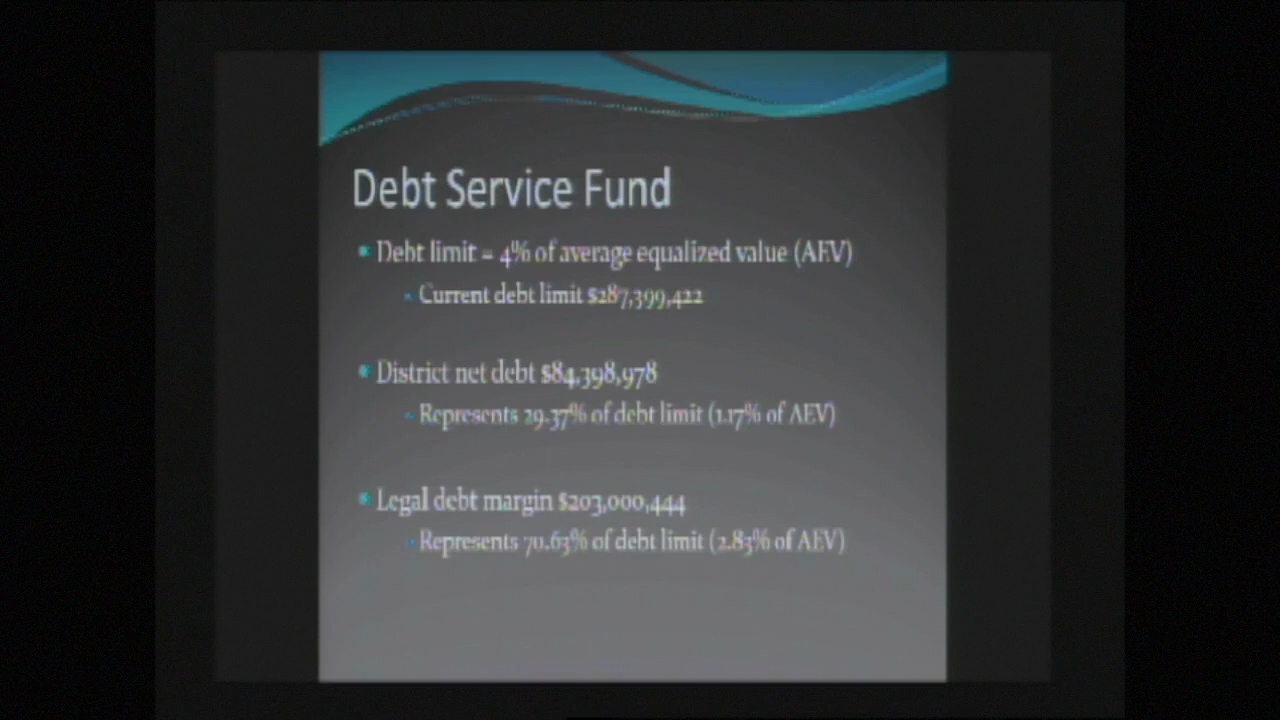 Debt Service Fund
Debt limit = 4% of average equalized value (AEV)
Current debt limit $287,399,422
District net debt $84,398,978
Represents 29.37% of debt limit (1.17% of AEV)
Legal debt margin $203,000,444
Represents 70.63% of debt limit (2.83% of AEV)